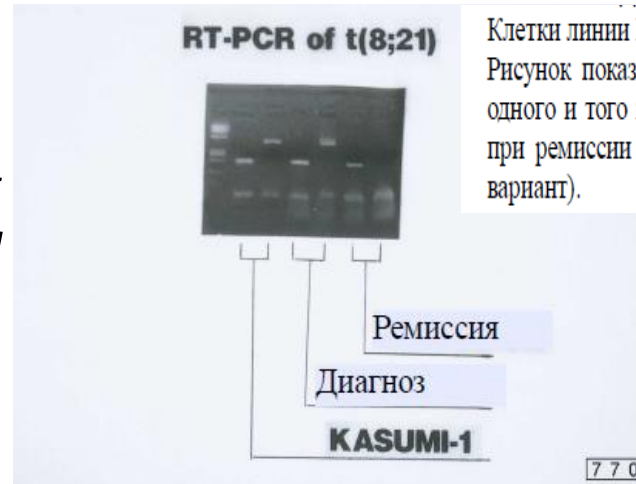 RT-PCR of t(8;21)
Клетки линии
Рисунок показ
одного и того
при ремиссии
вариант).
Ремиссия
Диагноз
KASUMI-1
770